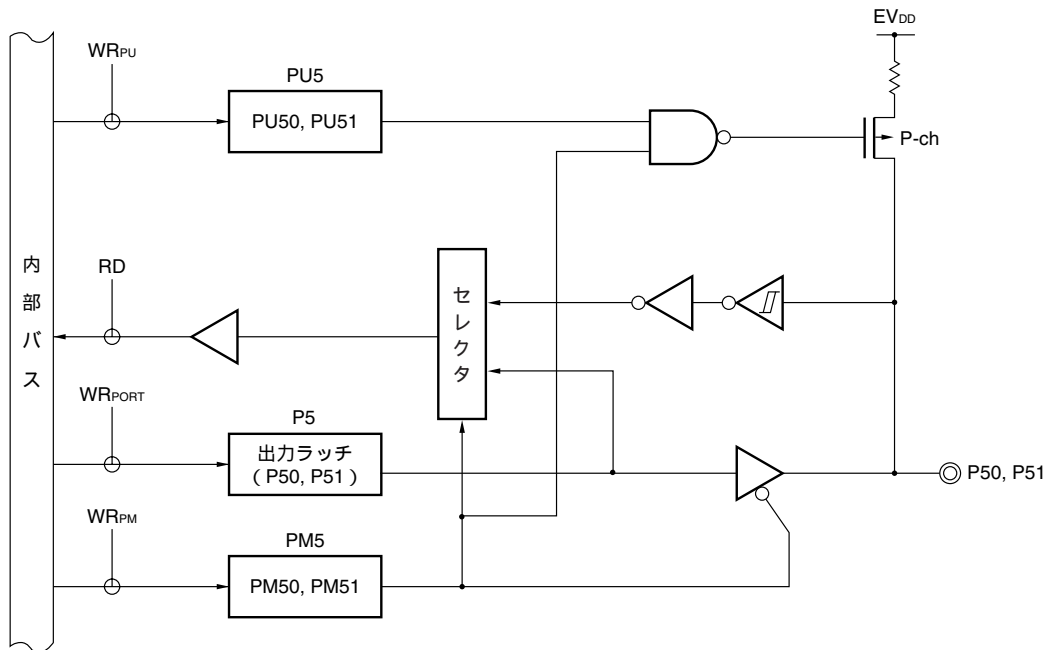 EVDD
WRPU
PU5
PU50, PU51
P-ch
内部バス
RD
セレクタ
WRPORT
P5
出力ラッチ
( P50, P51 )
P50, P51
WRPM
PM5
PM50, PM51